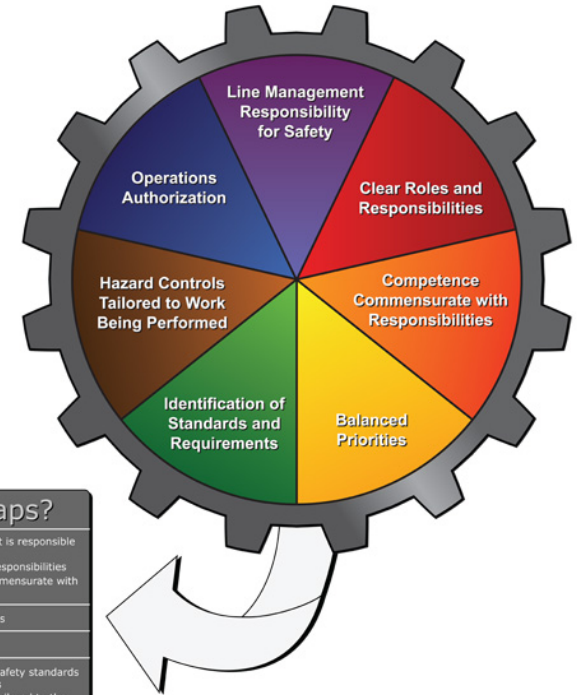 Line Management
Responsibility
for Safety
Clear Roles and
Responsibilities
Competence
Commensurate with
Responsibilities
Balanced
Priorities
Identification of
Standards and
Requirements
Hazard Controls
Tailored to Work
Being Performed
Operations
Authorization
aps?
t is responsible
esponsibilities
mensurate with
s
afety standards
s